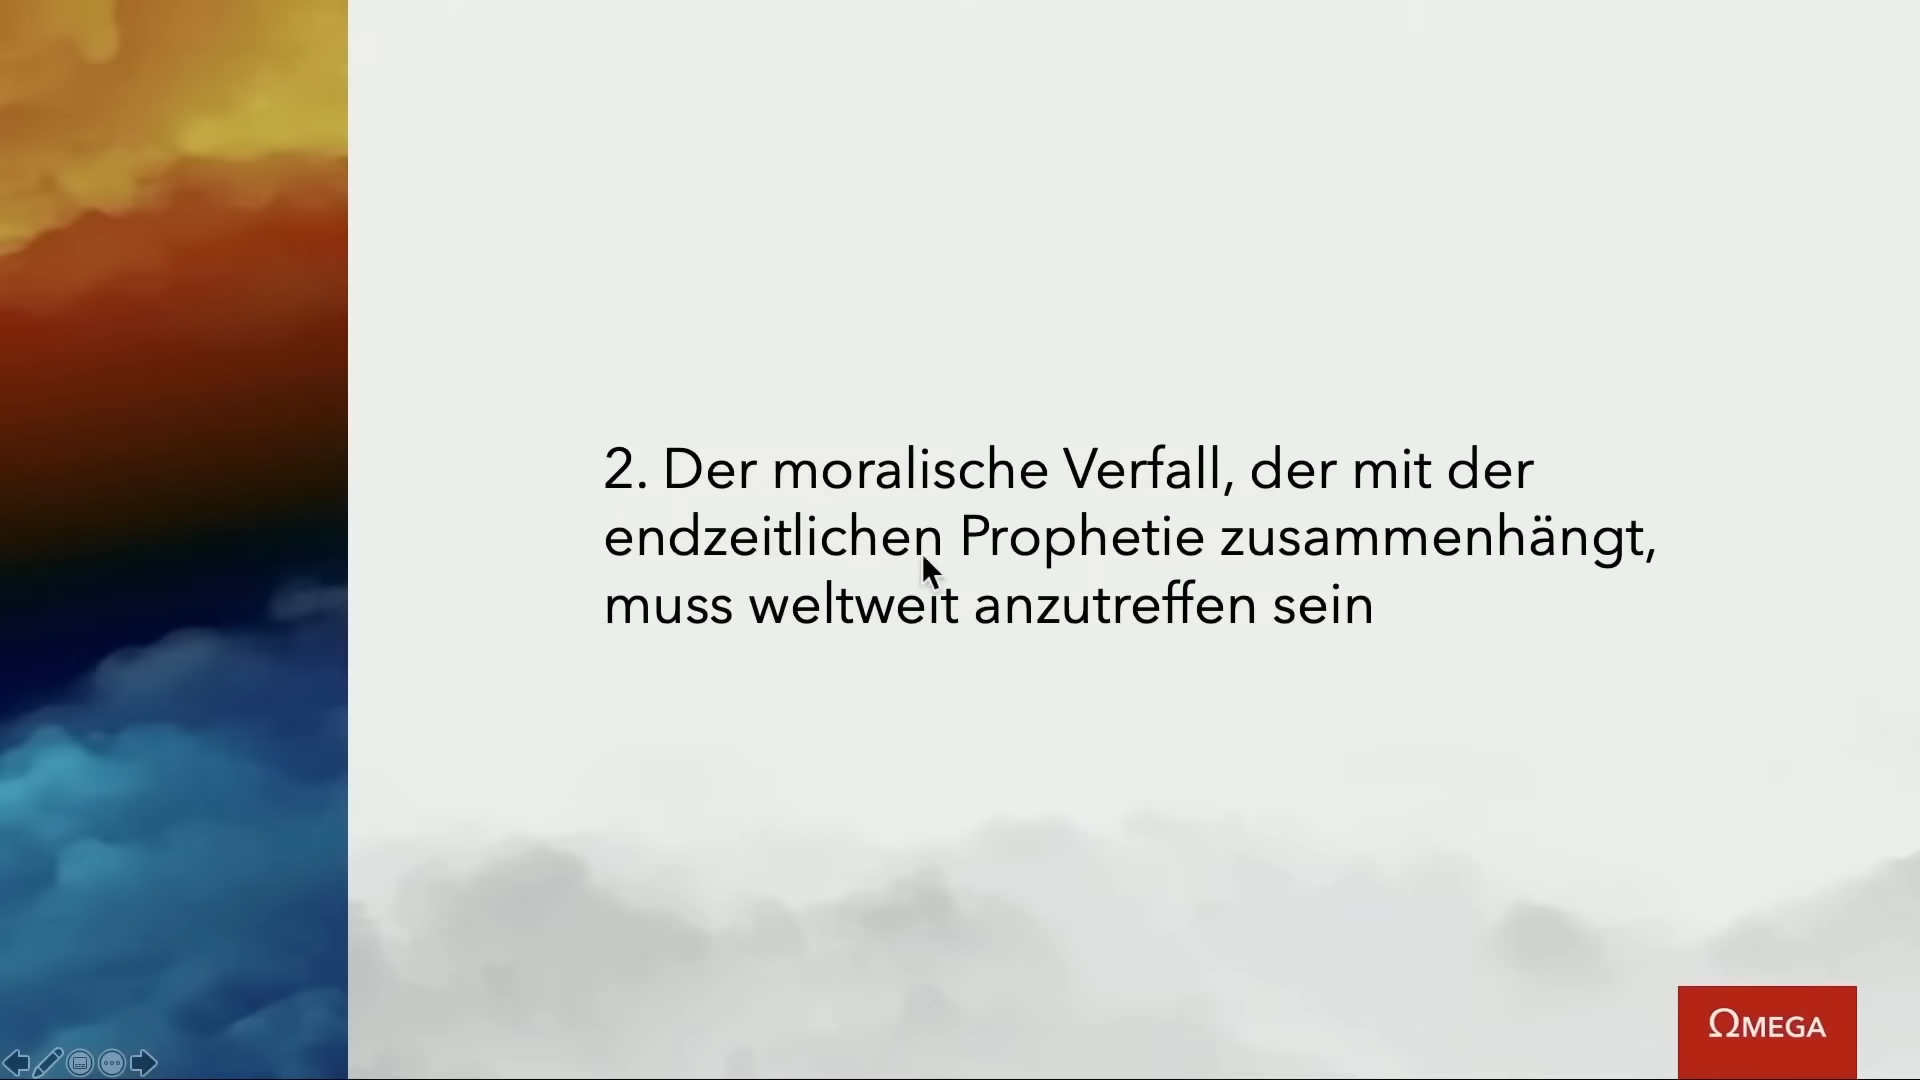 2. Der moralische Verfall, der mit der
endzeitlichen Prophetie zusammenhängt,
muss weltweit anzutreffen sein
ΩMEGA